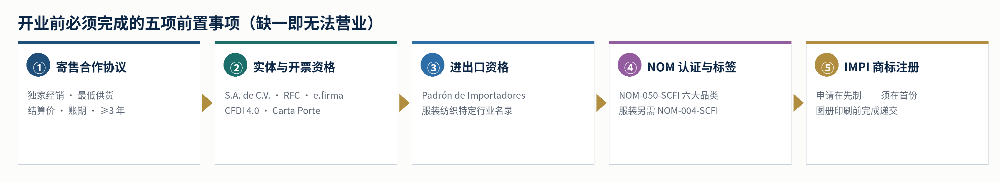 开业前必须完成的五项前置事项（缺一即无法营业）
① 寄售合作协议
独家经销 · 最低供货
结算价 · 账期 · ≥3 年
② 实体与开票资格
S.A. de C.V. · RFC · e.firma
CFDI 4.0 · Carta Porte
③ 进出口资格
Padrón de Importadores
服装纺织特定行业名录
④ NOM 认证与标签
NOM-050-SCFI 六大品类
服装另需 NOM-004-SCFI
⑤ IMPI 商标注册
申请在先制 —— 须在首份
图册印刷前完成递交